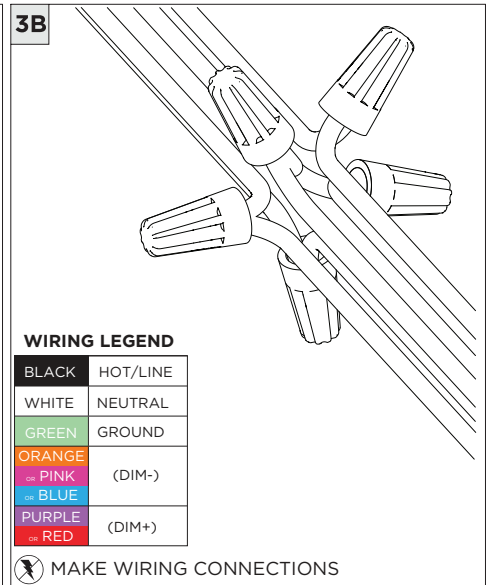 3B
WIRING LEGEND
BLACK HOT/LINE
WHITE NEUTRAL
GREEN GROUND
ORANGE
OR PINK
OR BLUE
(DIM-)
PURPLE
OR RED
(DIM+)
MAKE WIRING CONNECTIONS